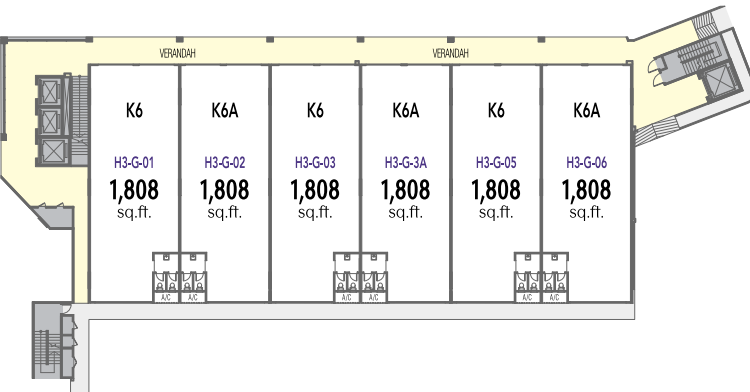 VERANDAH
VERANDAH
K6
H3-G-01
1,808
sq.ft.
K6A
H3-G-02
1,808
sq.ft.
K6
H3-G-03
1,808
sq.ft.
K6A
H3-G-3A
1,808
sq.ft.
K6
H3-G-05
1,808
sq.ft.
K6A
H3-G-06
1,808
sq.ft.
A/C
A/C
A/C
A/C
A/C
A/C